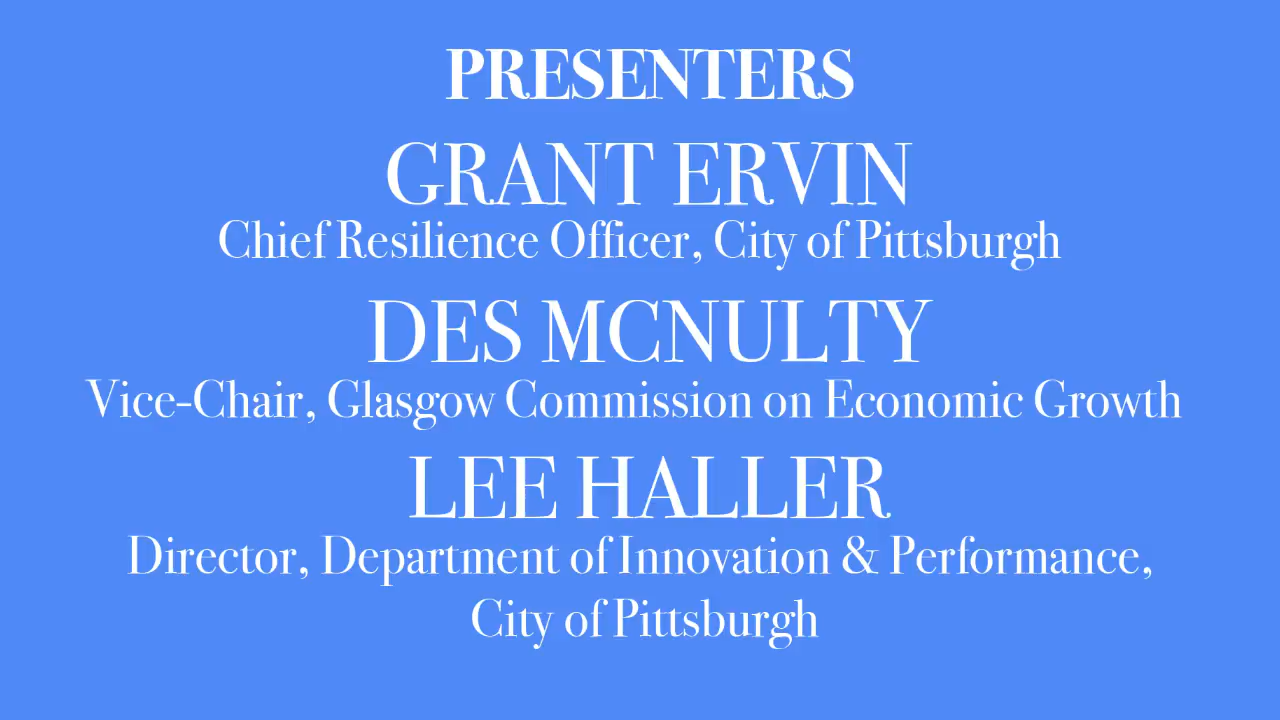 PRESENTERS
GRANT ERVIN
Chief Resilience Officer, City of Pittsburgh
DES MCNULTY
Vice-Chair, Glasgow Commission on Economic Growth
LEE HALLER
Director, Department of Innovation & Performance,
City of Pittsburgh